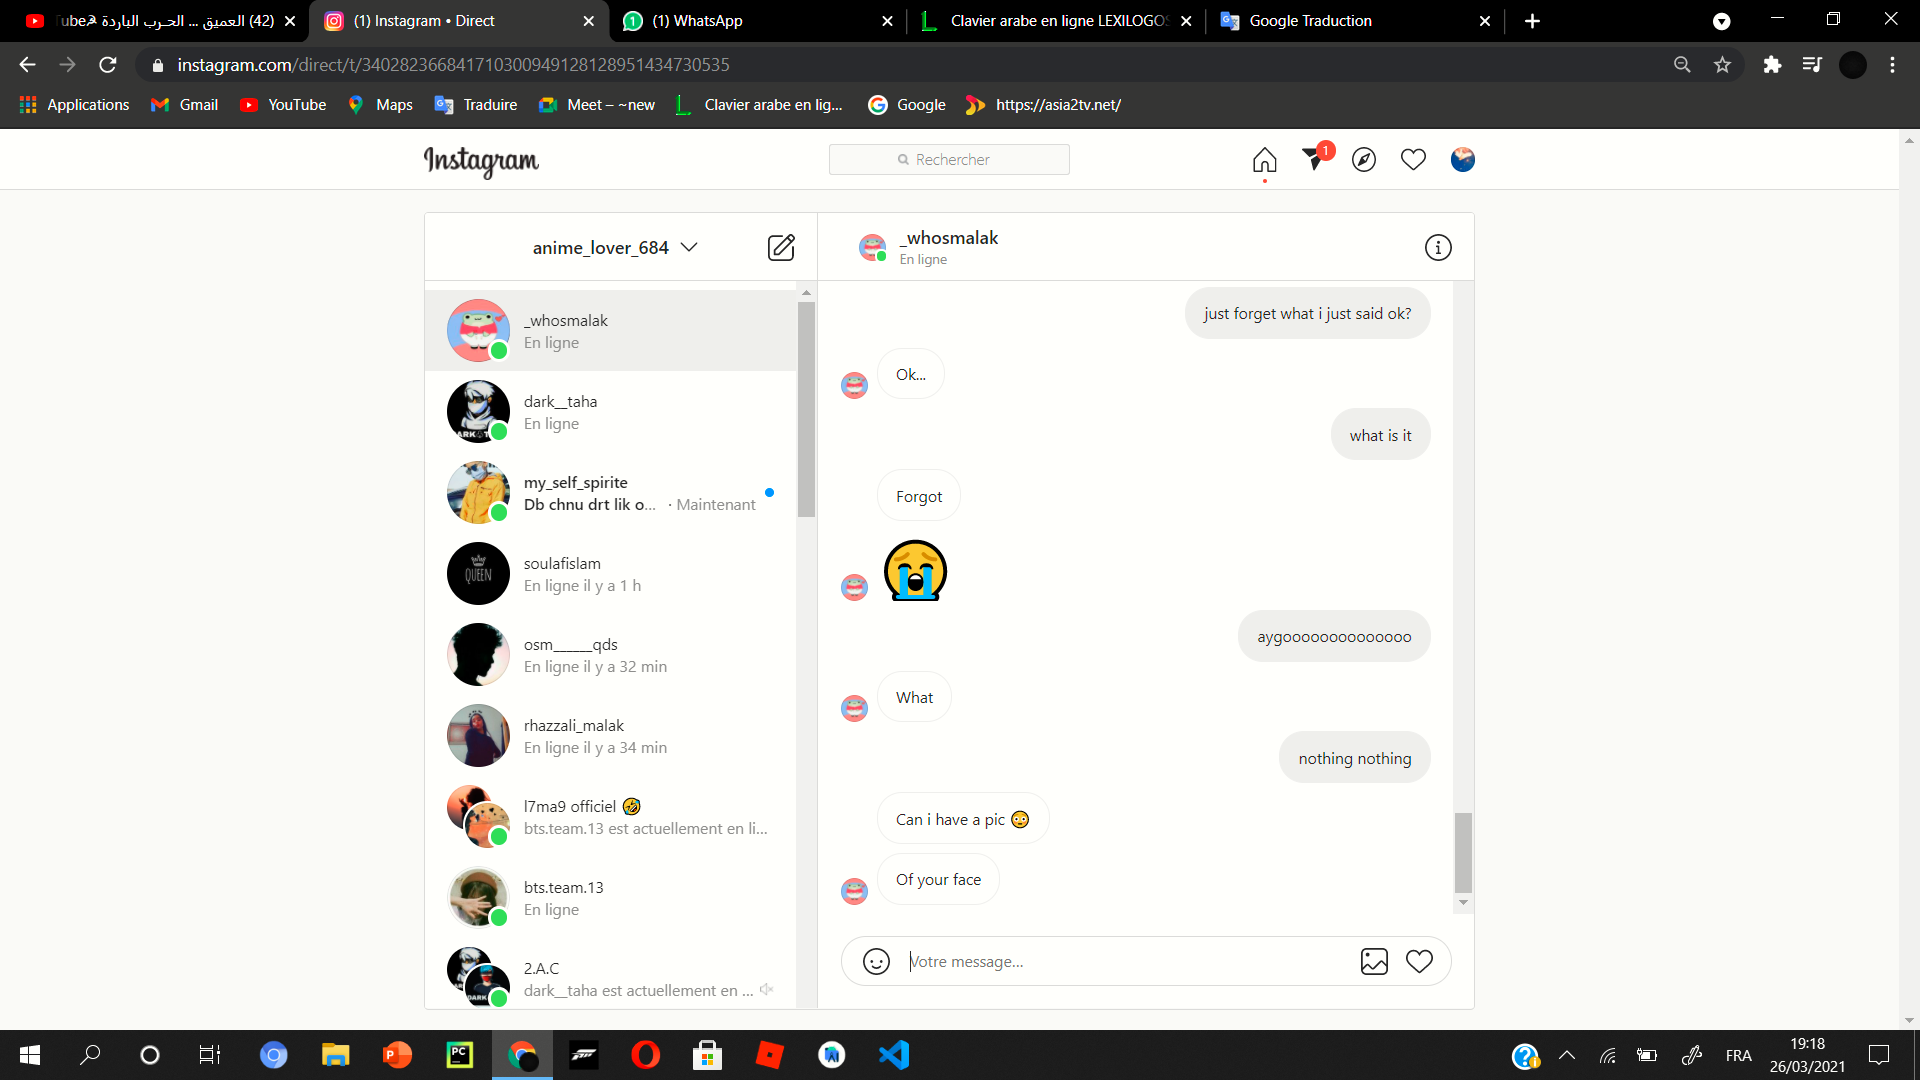 (42) العميق ... الحـرب الباردة
(1) Instagram • Direct
(1) WhatsApp
Clavier arabe en ligne LEXILOGOS
Google Traduction
instagram.com/direct/t/340282366841710300949128128951434730535
Applications
Gmail
YouTube
Maps
Traduire
Meet – ~new
Clavier arabe en lig...
Google
https://asia2tv.net/
Instagram
Rechercher
1
anime_lover_684
_whosmalak
En ligne
_whosmalak
En ligne
dark__taha
En ligne
my_self_spirite
Db chnu drt lik o... · Maintenant
soulafislam
En ligne il y a 1 h
QUEEN
osm_____qds
En ligne il y a 32 min
rhazzali_malak
En ligne il y a 34 min
l7ma9 officiel 🤣
bts.team.13 est actuellement en li...
bts.team.13
En ligne
2.A.C
dark__taha est actuellement en ...
just forget what i just said ok?
Ok...
what is it
Forgot
😭
aygoooooooooooooo
What
nothing nothing
Can i have a pic 😳
Of your face
Votre message...
FRA
19:18
26/03/2021